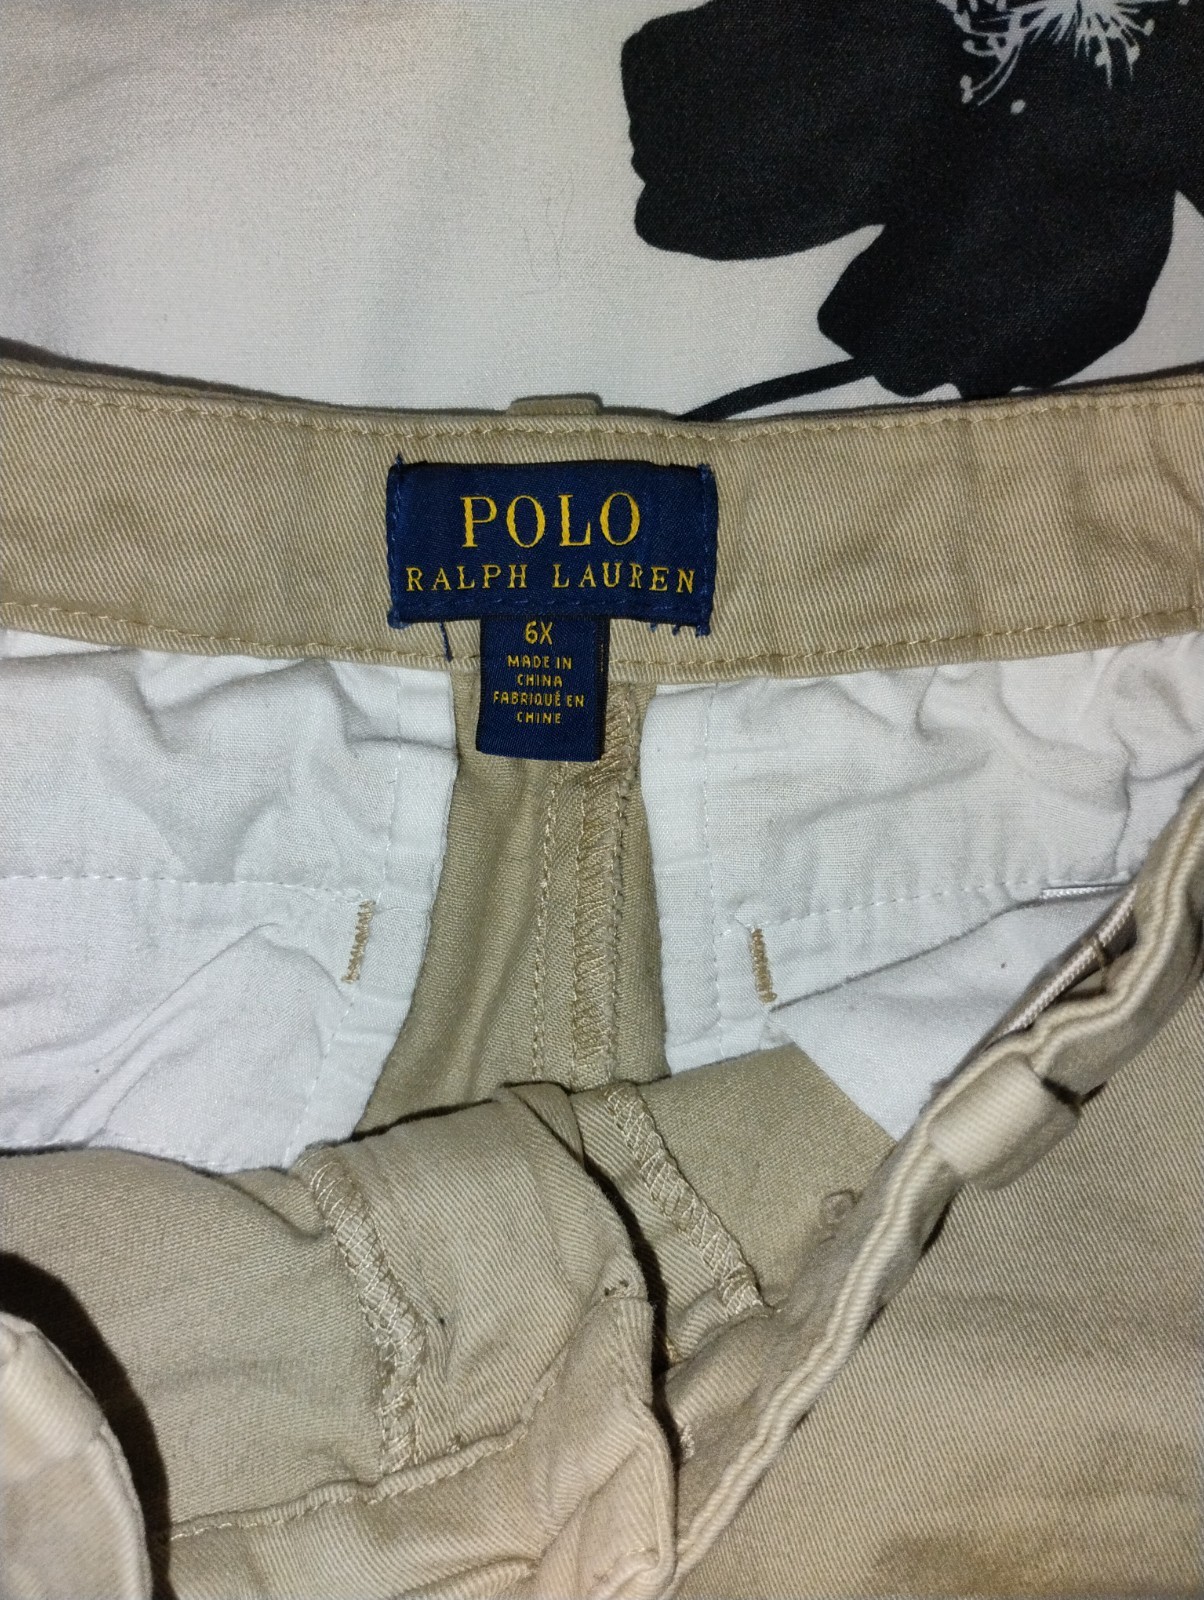 POLO
RALPH LAUREN
6X
MADE IN
CHINA
FABRIQUÉ EN
CHINE